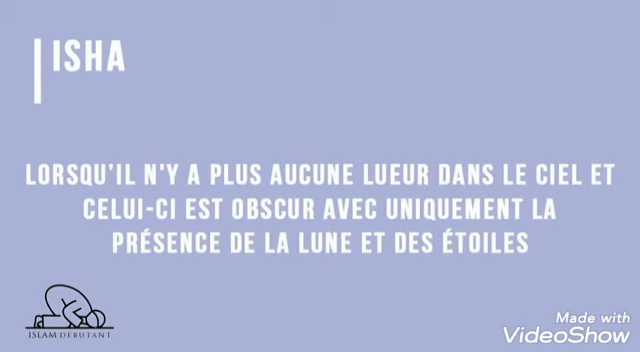 ISHA
LORSQU'IL N'Y A PLUS AUCUNE LUEUR DANS LE CIEL ET
CELUI-CI EST OBSCUR AVEC UNIQUEMENT LA
PRÉSENCE DE LA LUNE ET DES ÉTOILES
ISLAM DEBUTANT
Made with
VideoShow